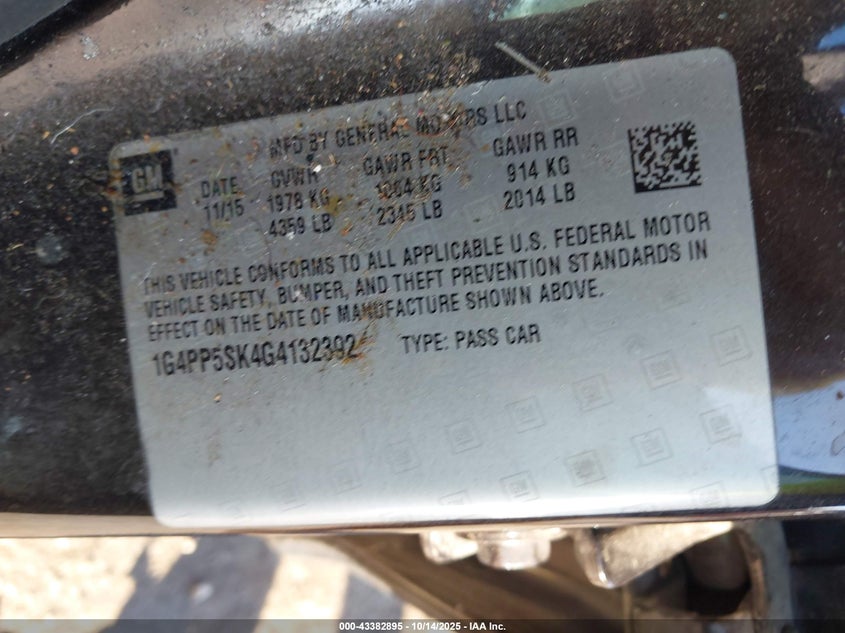 GM
MFD BY GENERAL MOTORS LLC
DATE GVWR GAWR FRT GAWR RR
11/15 1978 KG 1064 KG 914 KG
4359 LB 2345 LB 2014 LB
THIS VEHICLE CONFORMS TO ALL APPLICABLE U.S. FEDERAL MOTOR
VEHICLE SAFETY, BUMPER, AND THEFT PREVENTION STANDARDS IN
EFFECT ON THE DATE OF MANUFACTURE SHOWN ABOVE.
1G4PP5SK4G4132392 TYPE: PASS CAR
000-43382895 - 10/14/2025 - IAA Inc.